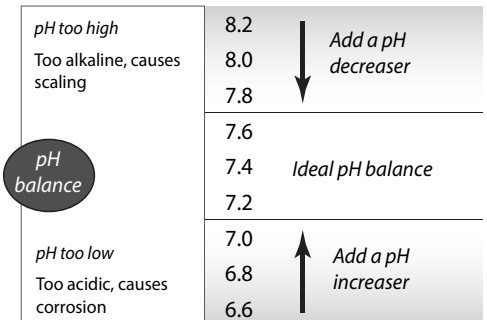 pH too high
Too alkaline, causes
scaling
8.2
8.0
7.8
Add a pH
decreaser
pH
balance
7.6
7.4
7.2
Ideal pH balance
pH too low
Too acidic, causes
corrosion
7.0
6.8
6.6
Add a pH
increaser